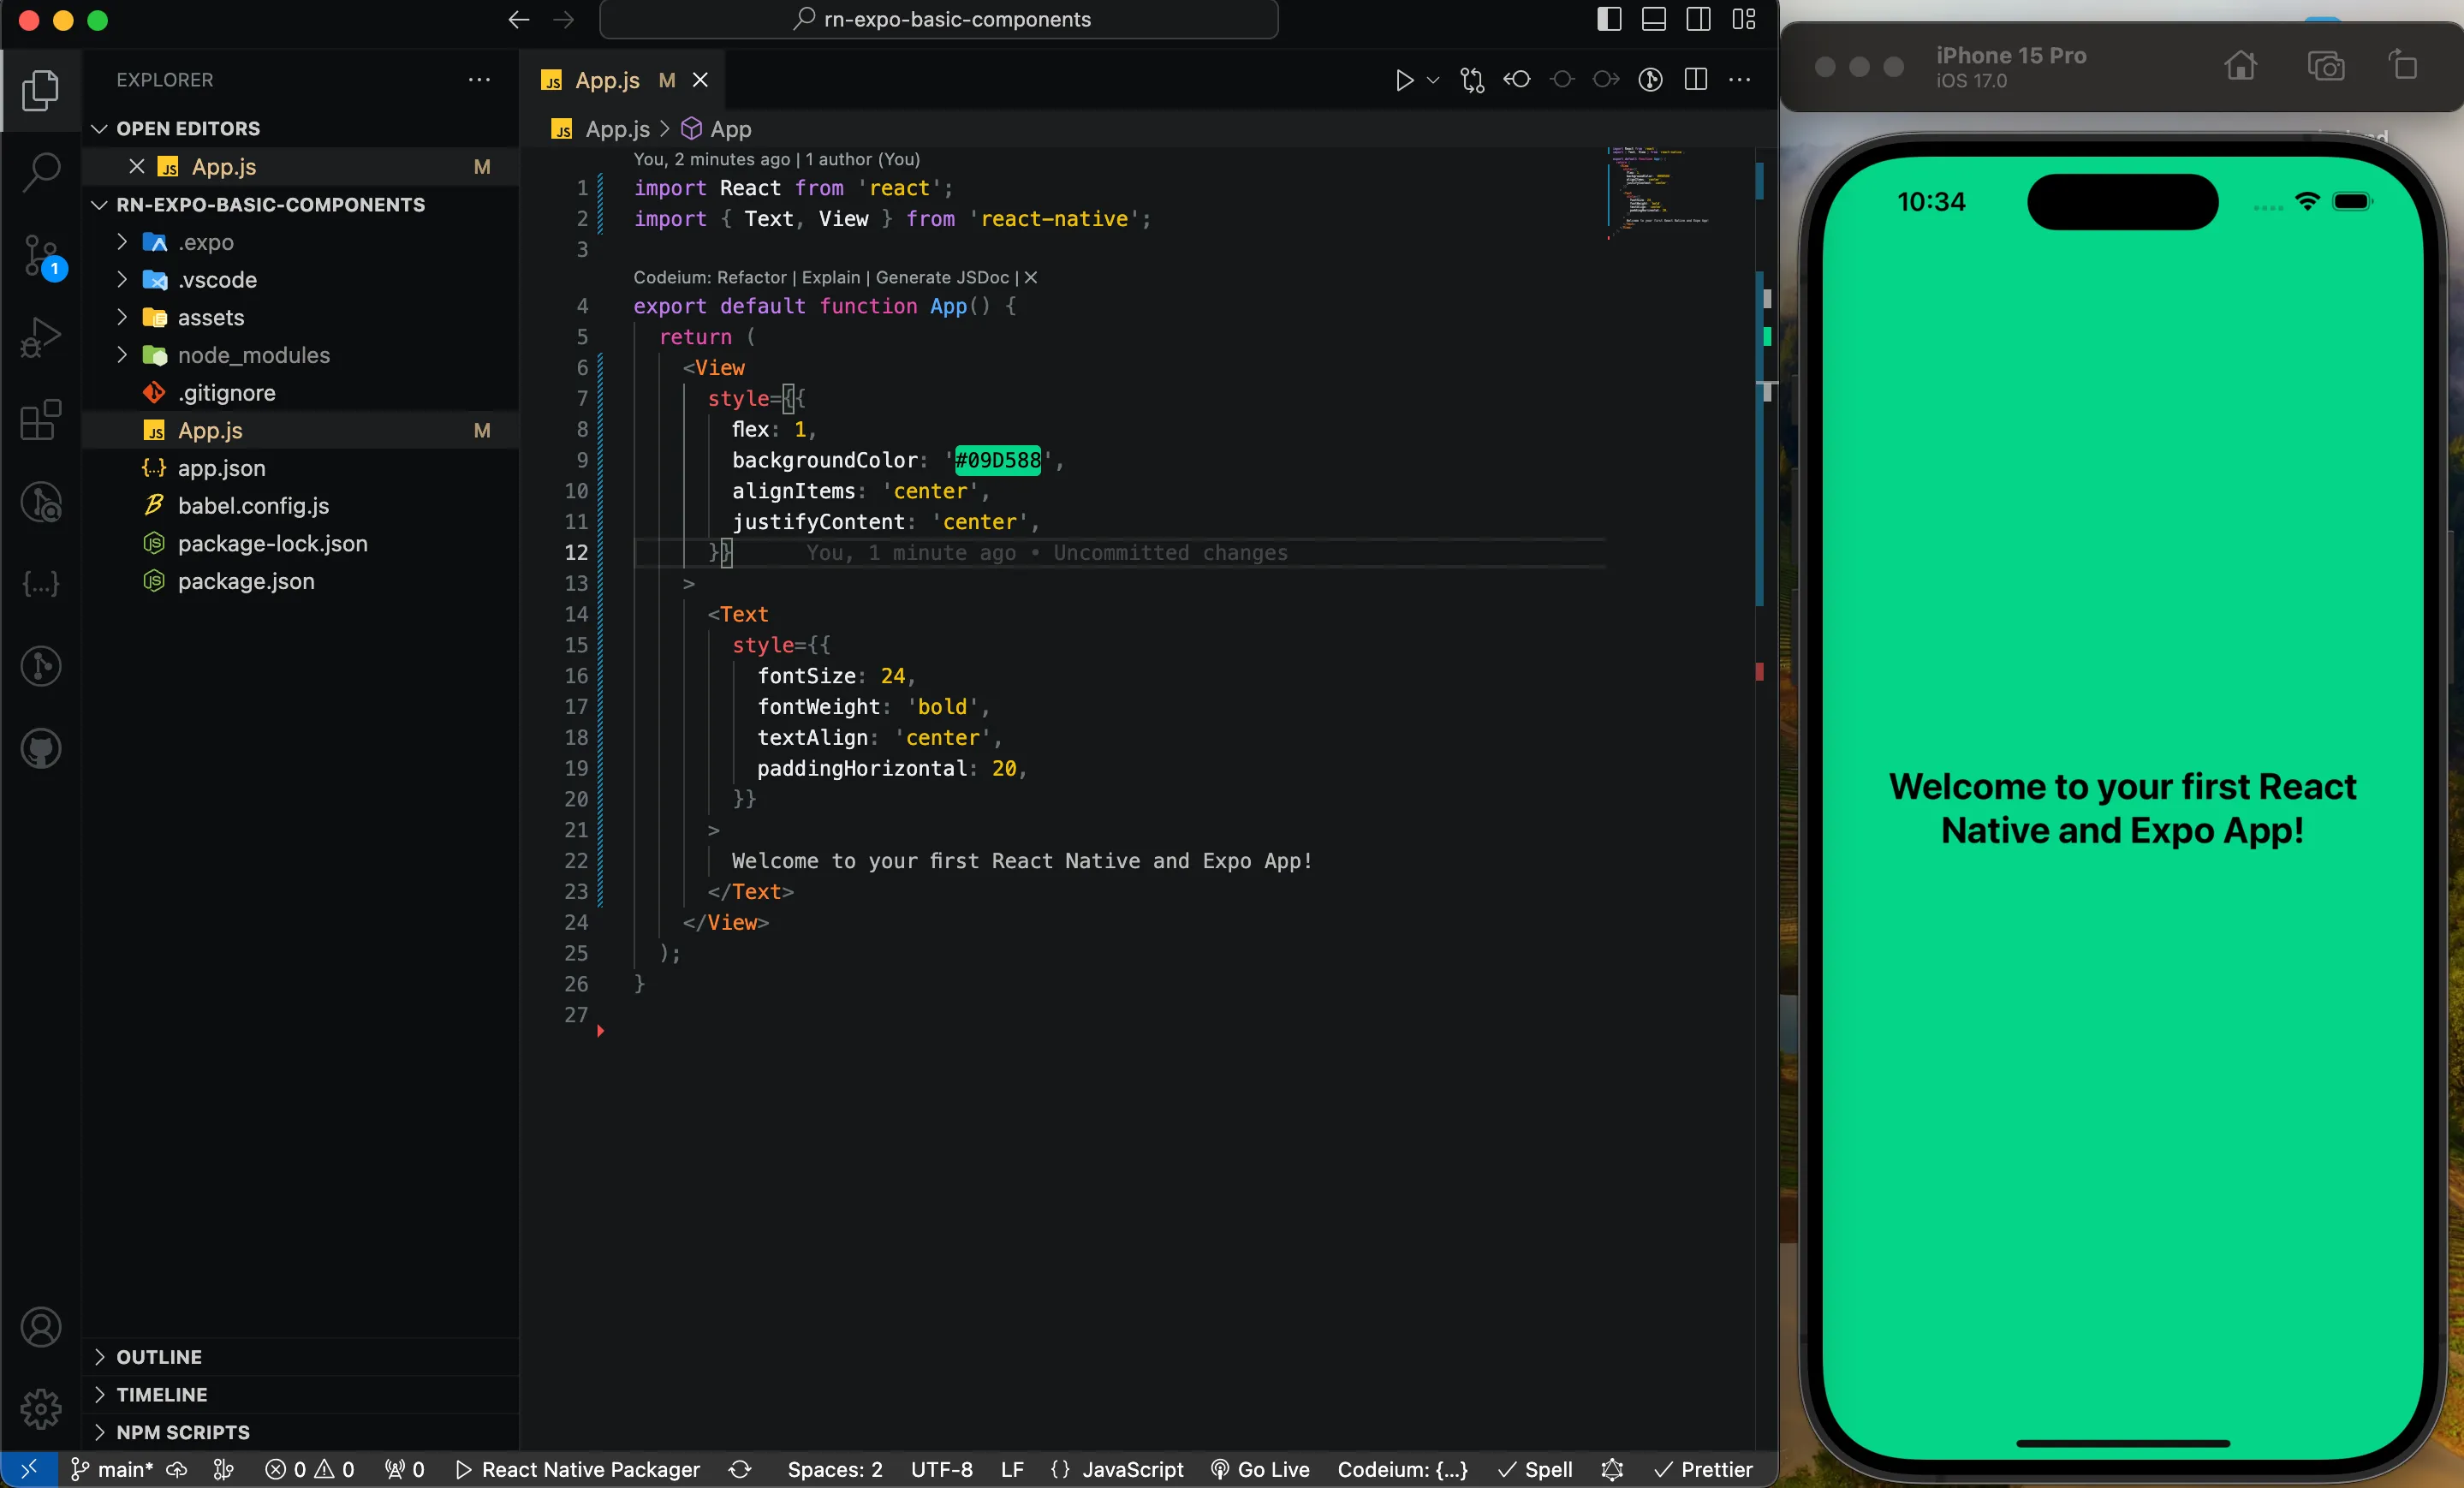 rn-expo-basic-components
EXPLORER
OPEN EDITORS
App.js M
RN-EXPO-BASIC-COMPONENTS
.expo
.vscode
assets
node_modules
.gitignore
App.js M
app.json
babel.config.js
package-lock.json
package.json
1
OUTLINE
TIMELINE
NPM SCRIPTS
App.js M
App.js > App
You, 2 minutes ago | 1 author (You)
1 import React from 'react';
2 import { Text, View } from 'react-native';
3
Codeium: Refactor | Explain | Generate JSDoc | ✕
4 export default function App() {
5 return (
6 <View
7 style={{
8 flex: 1,
9 backgroundColor: '#09D588',
10 alignItems: 'center',
11 justifyContent: 'center',
12 }} You, 1 minute ago • Uncommitted changes
13 >
14 <Text
15 style={{
16 fontSize: 24,
17 fontWeight: 'bold',
18 textAlign: 'center',
19 paddingHorizontal: 20,
20 }}
21 >
22 Welcome to your first React Native and Expo App!
23 </Text>
24 </View>
25 );
26 }
27
main* 0 0 0 React Native Packager Spaces: 2 UTF-8 LF {} JavaScript Go Live Codeium: {...} Spell Prettier
iPhone 15 Pro
iOS 17.0
10:34
Welcome to your first React
Native and Expo App!